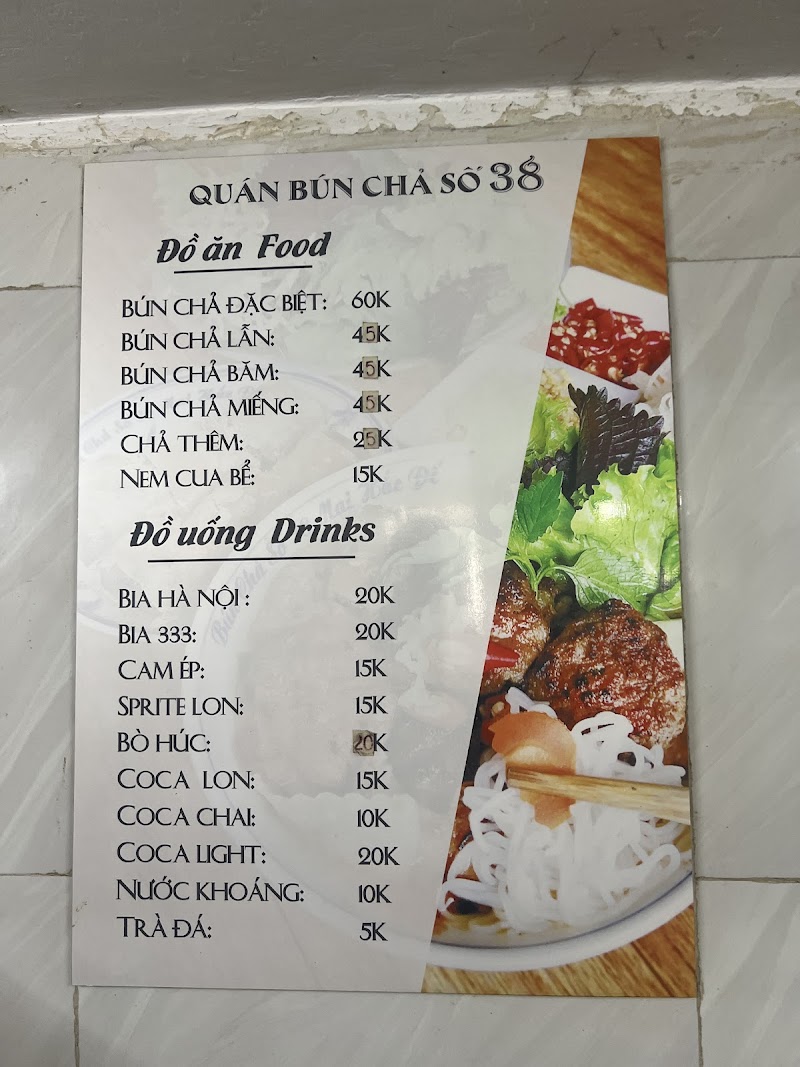 QUÁN BÚN CHẢ SỐ 38
Đồ ăn Food
BÚN CHẢ ĐẶC BIỆT: 60K
BÚN CHẢ LẪN: 45K
BÚN CHẢ BĂM: 45K
BÚN CHẢ MIẾNG: 45K
CHẢ THÊM: 25K
NEM CUA BỂ: 15K
Đồ uống Drinks
BIA HÀ NỘI : 20K
BIA 333: 20K
CAM ÉP: 15K
SPRITE LON: 15K
BÒ HÚC: 20K
COCA LON: 15K
COCA CHAI: 10K
COCA LIGHT: 20K
NƯỚC KHOÁNG: 10K
TRÀ ĐÁ: 5K